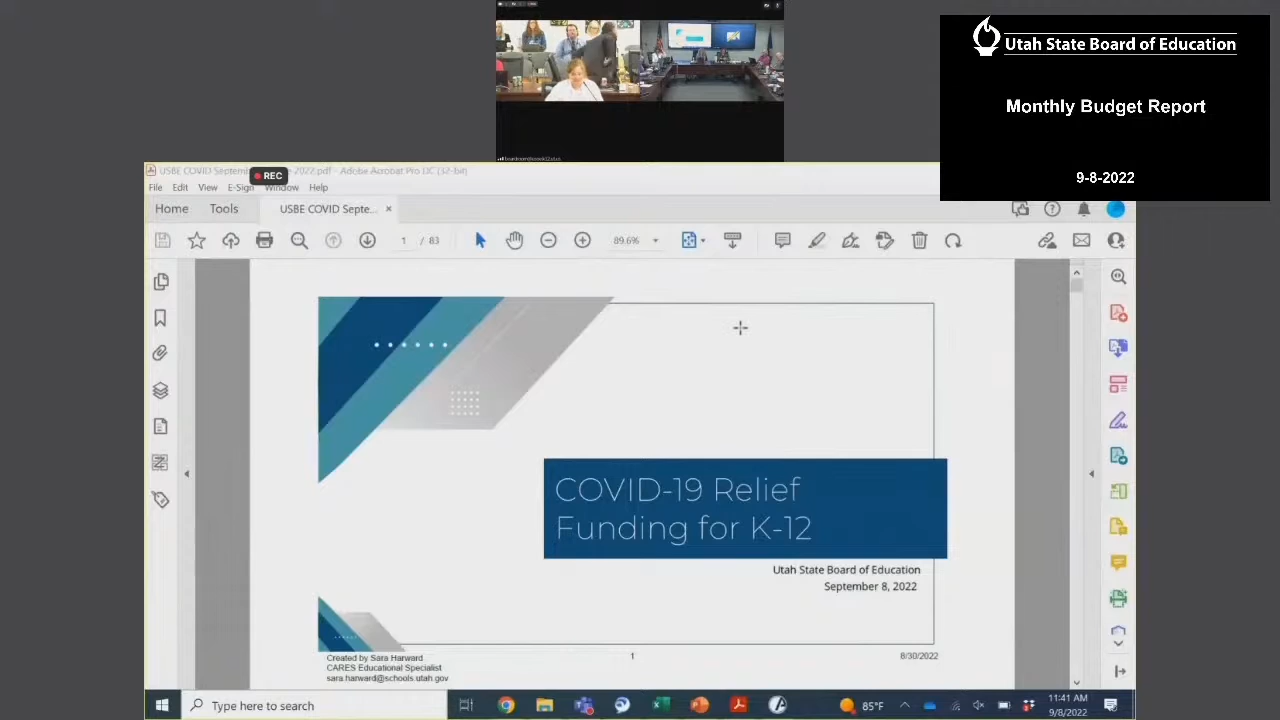 Utah State Board of Education
Monthly Budget Report
9-8-2022
REC
File Edit View E-Sign Window Help
Home Tools USBE COVID Septe... ×
1 / 83 89.6%
COVID-19 Relief
Funding for K-12
Utah State Board of Education
September 8, 2022
Created by Sara Harward
CARES Educational Specialist
sara.harward@schools.utah.gov
1
8/30/2022
Type here to search
85°F
11:41 AM
9/8/2022